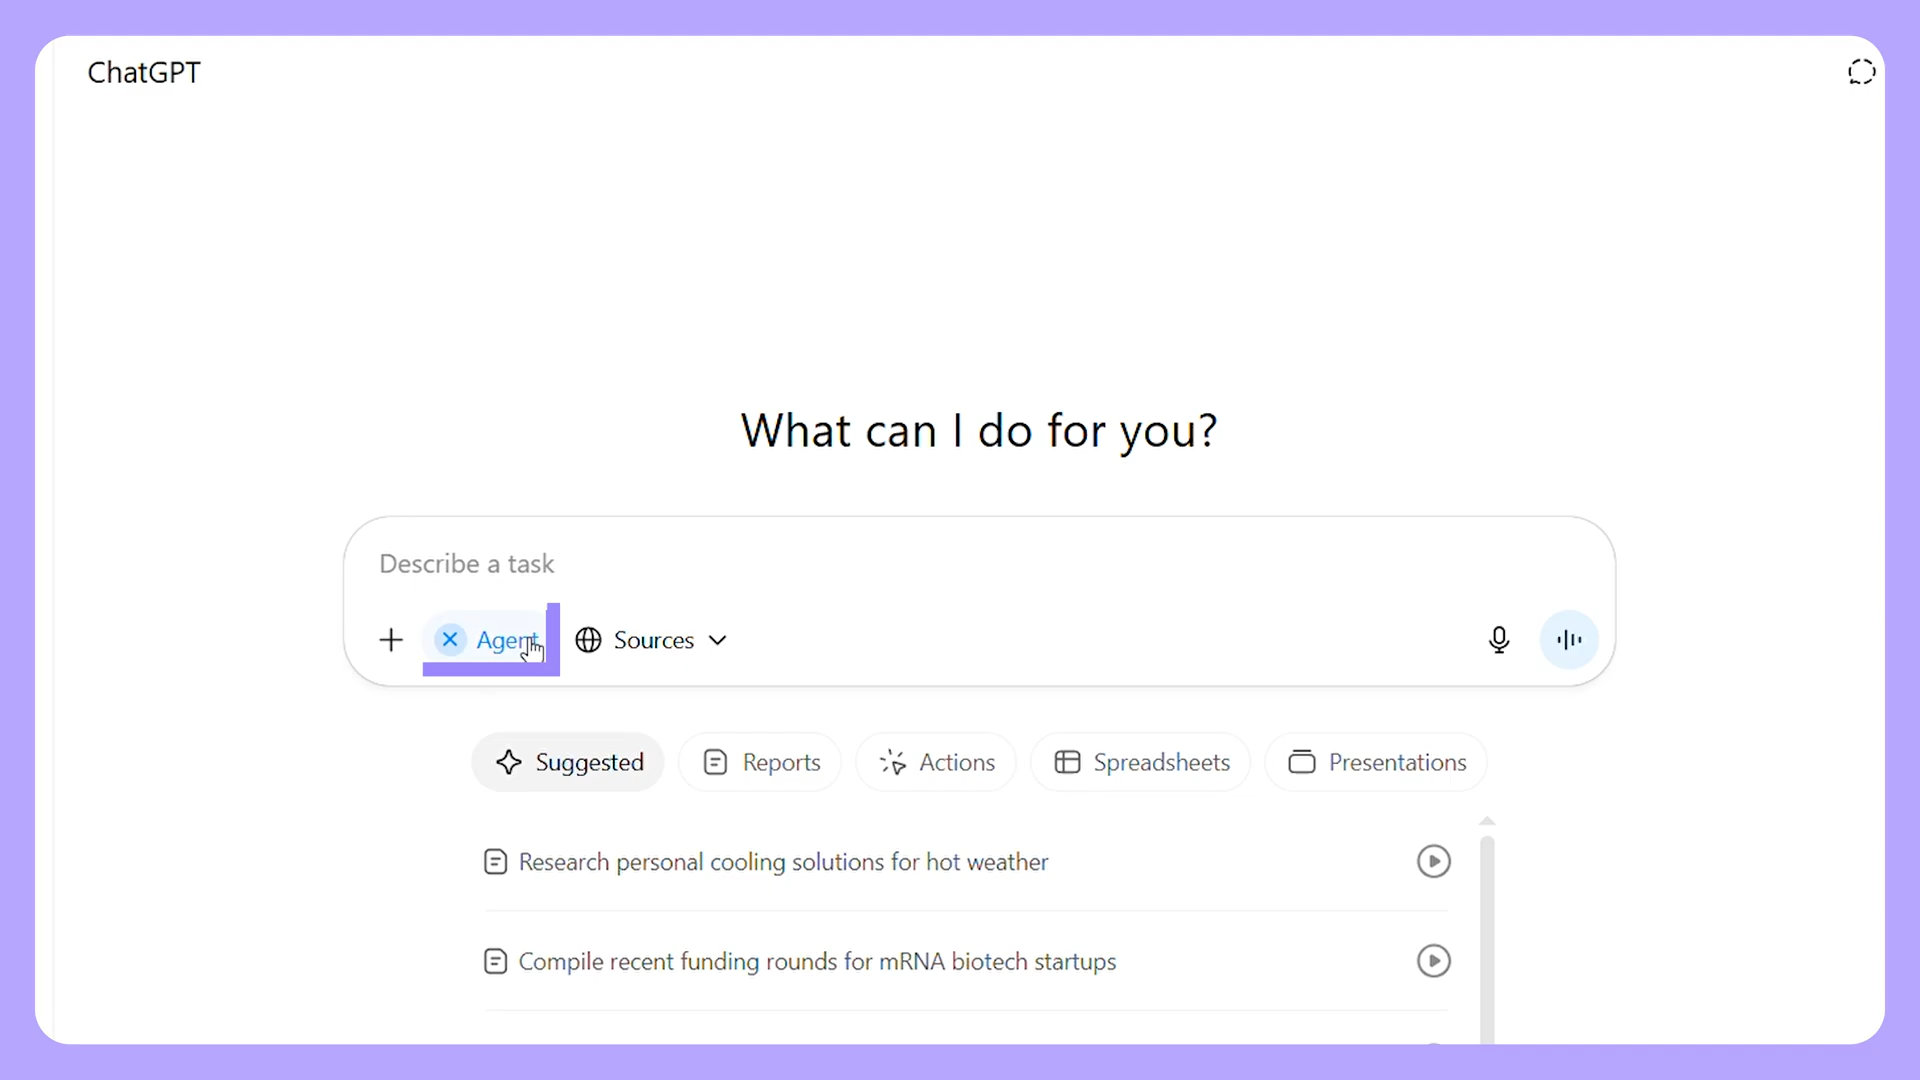 ChatGPT
What can I do for you?
Describe a task
Agent Sources
Suggested Reports Actions Spreadsheets Presentations
Research personal cooling solutions for hot weather
Compile recent funding rounds for mRNA biotech startups